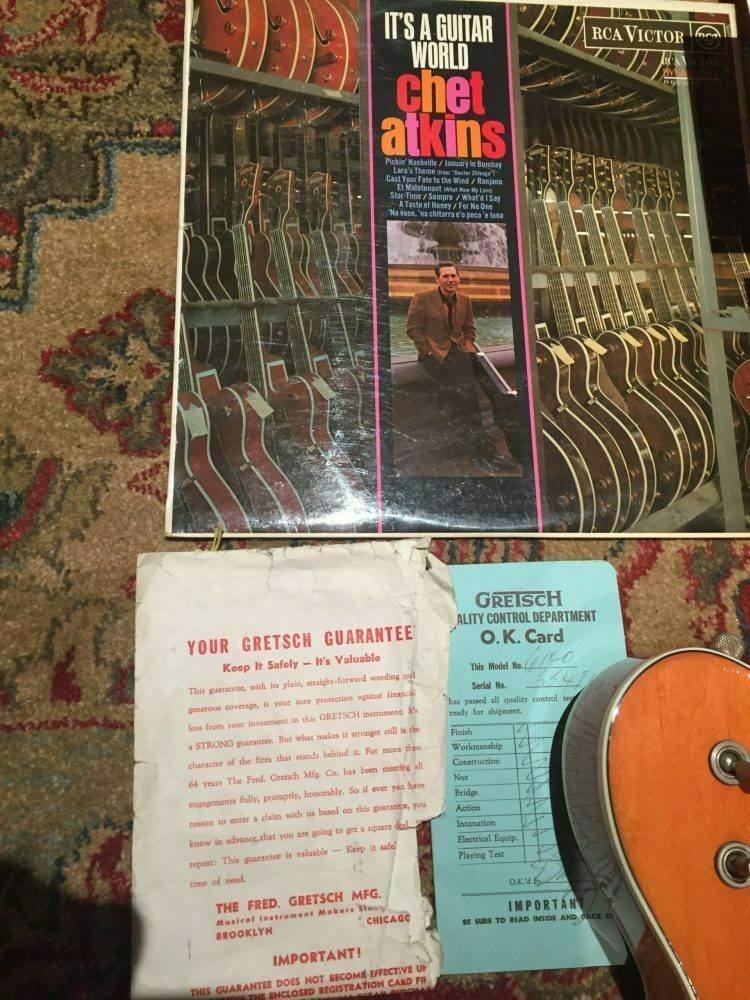 IT'S A GUITAR
WORLD
chet
atkins
Pickin' Nashville / January in Bombay
Lara's Theme (from "Doctor Zhivago")
Cast Your Fate to the Wind / Ranjana
Et Maintenant (What Now My Love)
Star-Time / Sempre / What'd I Say
A Taste of Honey / For No One
'Na voce, 'na chitarra e'o poco 'e luna
RCA VICTOR
RCA VICTOR
YOUR GRETSCH GUARANTEE
Keep It Safely — It's Valuable
This guarantee, with its plain, straight-forward wording and
generous coverage, is your sure protection against financial
loss from your investment in this GRETSCH instrument. It's
a STRONG guarantee. But what makes it stronger still is the
character of the firm that stands behind it. For more than
64 years The Fred. Gretsch Mfg. Co. has been meeting all
engagements fully, promptly, honorably. So if ever you have
reason to enter a claim with us based on this guarantee, you
know in advance that you are going to get a square deal.
repeat: This guarantee is valuable — Keep it
time of need.
THE FRED. GRETSCH MFG.
Musical Instrument Makers
BROOKLYN CHICAGO
IMPORTANT!
THIS GUARANTEE DOES NOT BECOME EFFECTIVE
THE ENCLOSED REGISTRATION CARD
GRETSCH
ALITY CONTROL DEPARTMENT
O.K. Card
This Model No.
Serial No.
has passed all quality control
ready for shipment.
Finish
Workmanship
Construction
Nut
Bridge
Action
Intonation
Electrical Equip.
Playing Test
O.K.'d
IMPORTANT
BE SURE TO READ INSIDE AND BACK